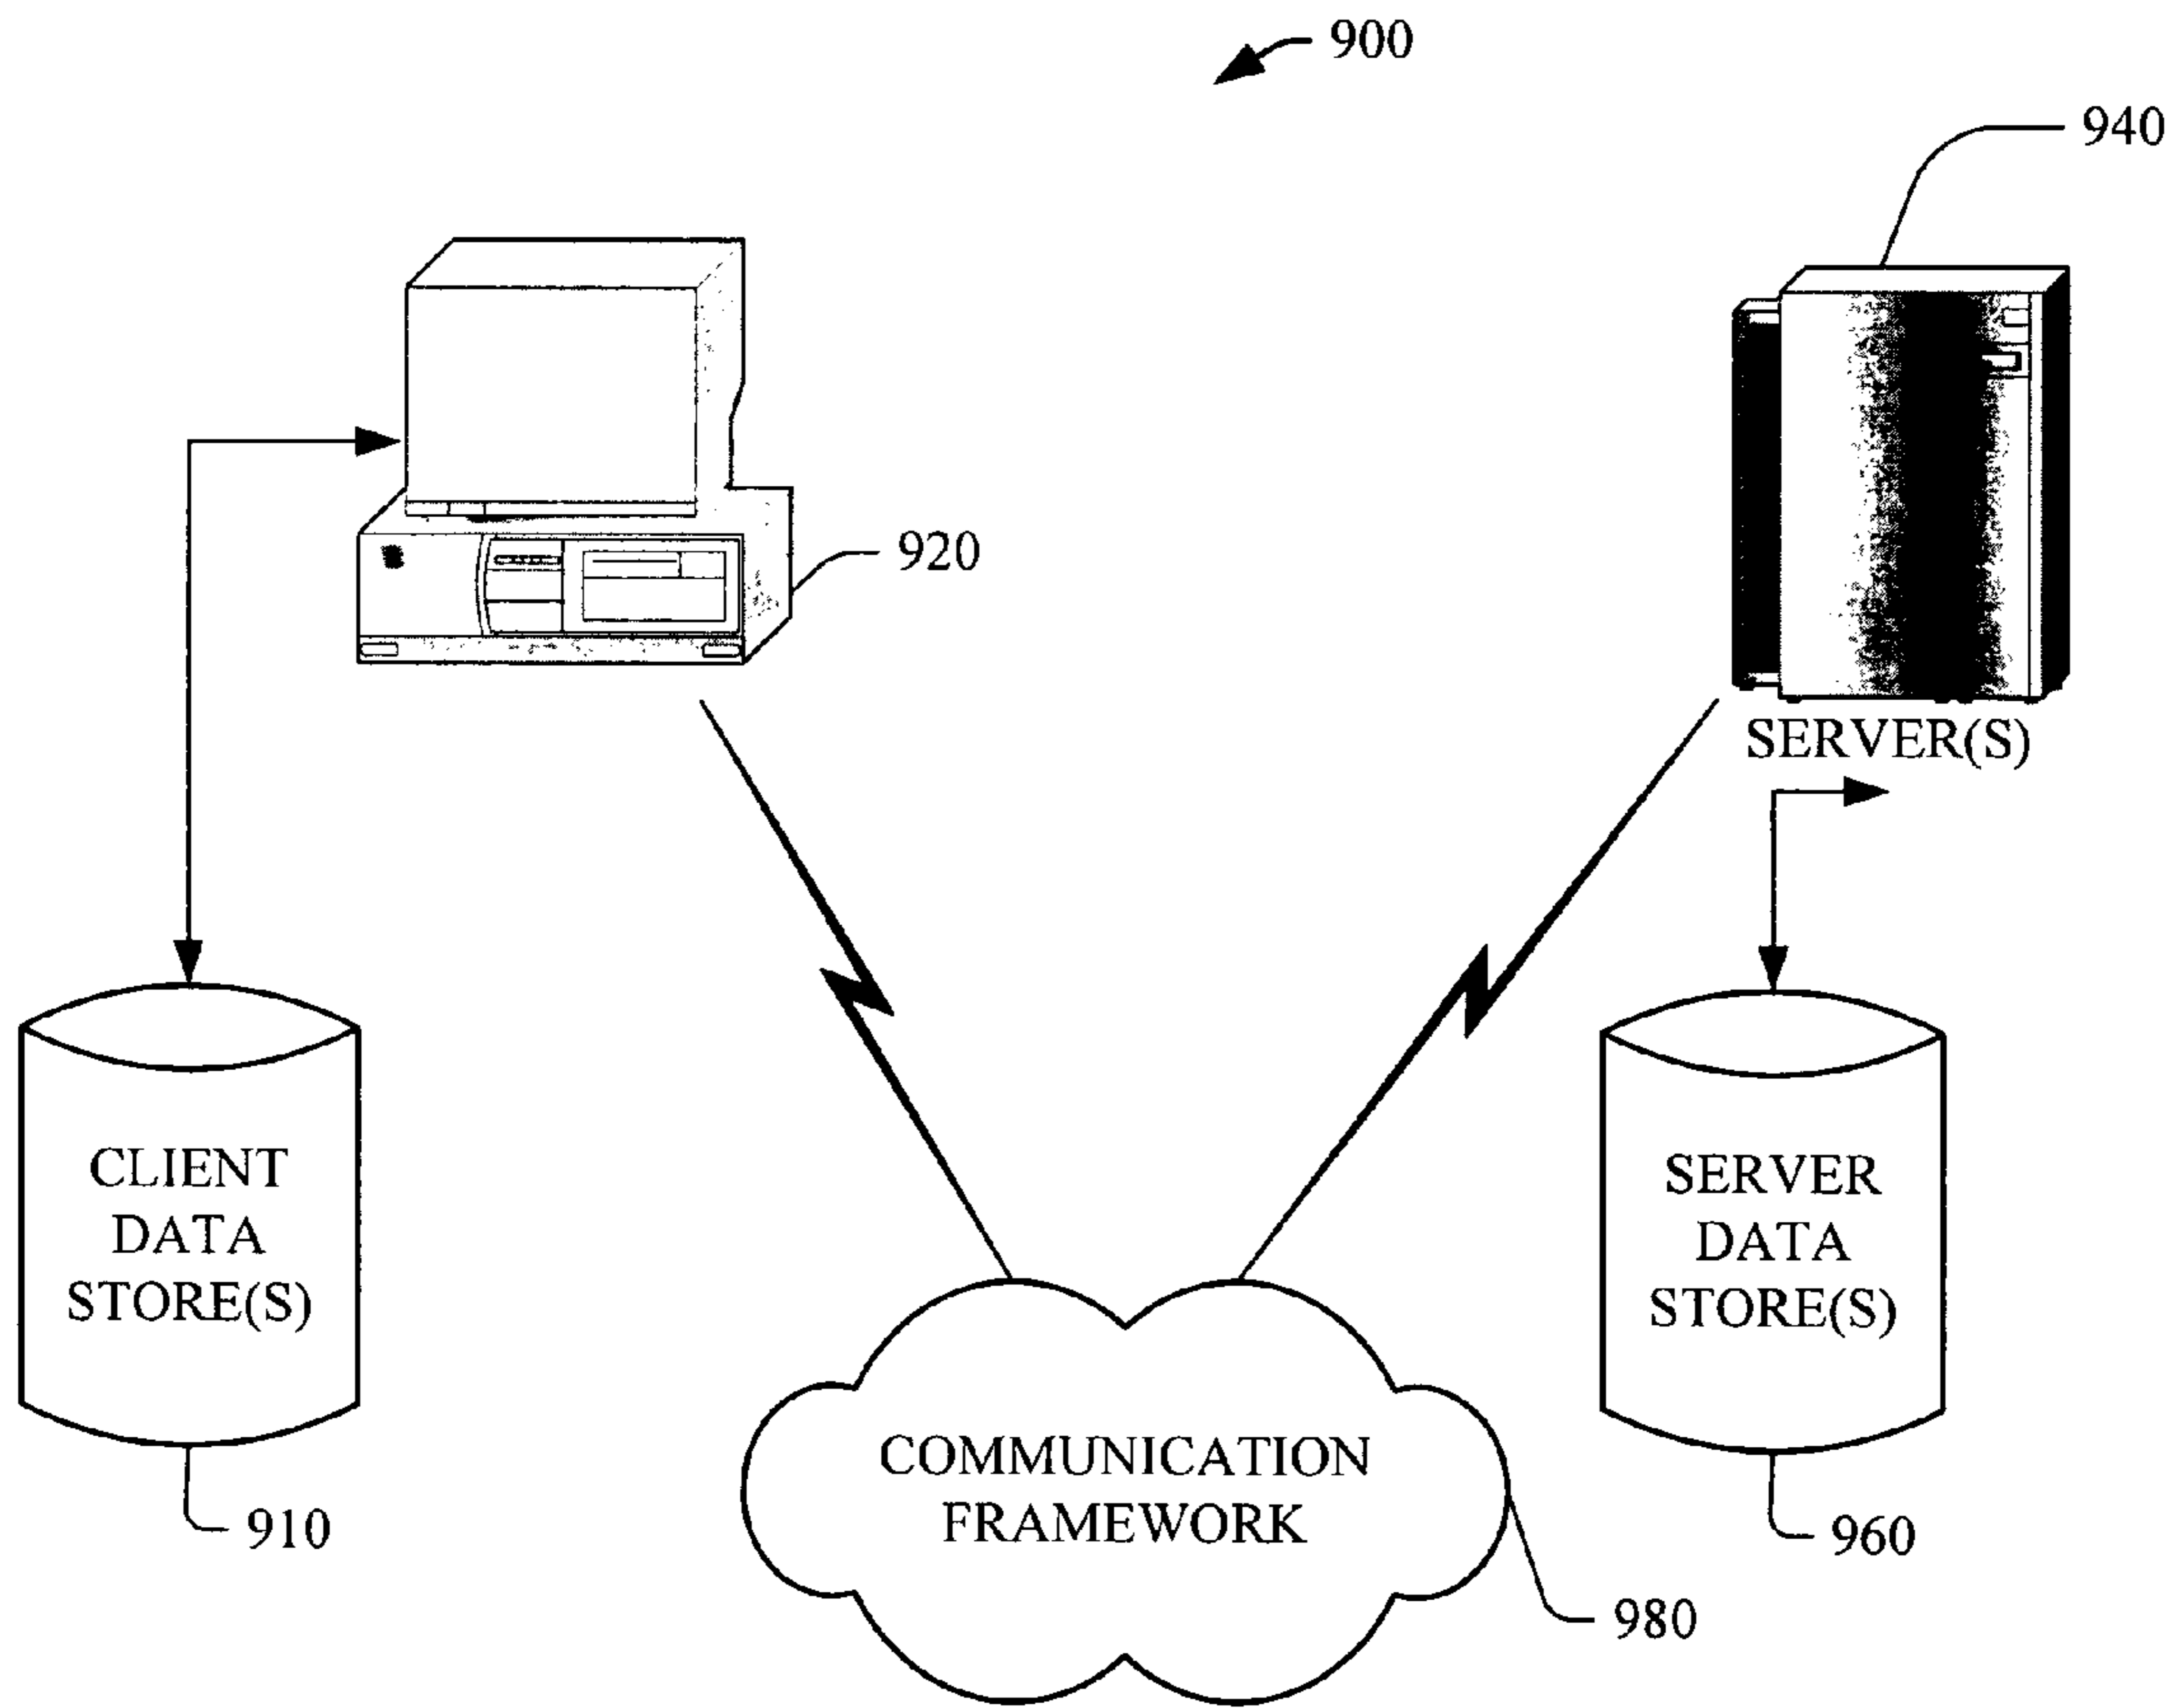 900
940
920
SERVER(S)
CLIENT
DATA
STORE(S)
SERVER
DATA
STORE(S)
COMMUNICATION
FRAMEWORK
910
960
980